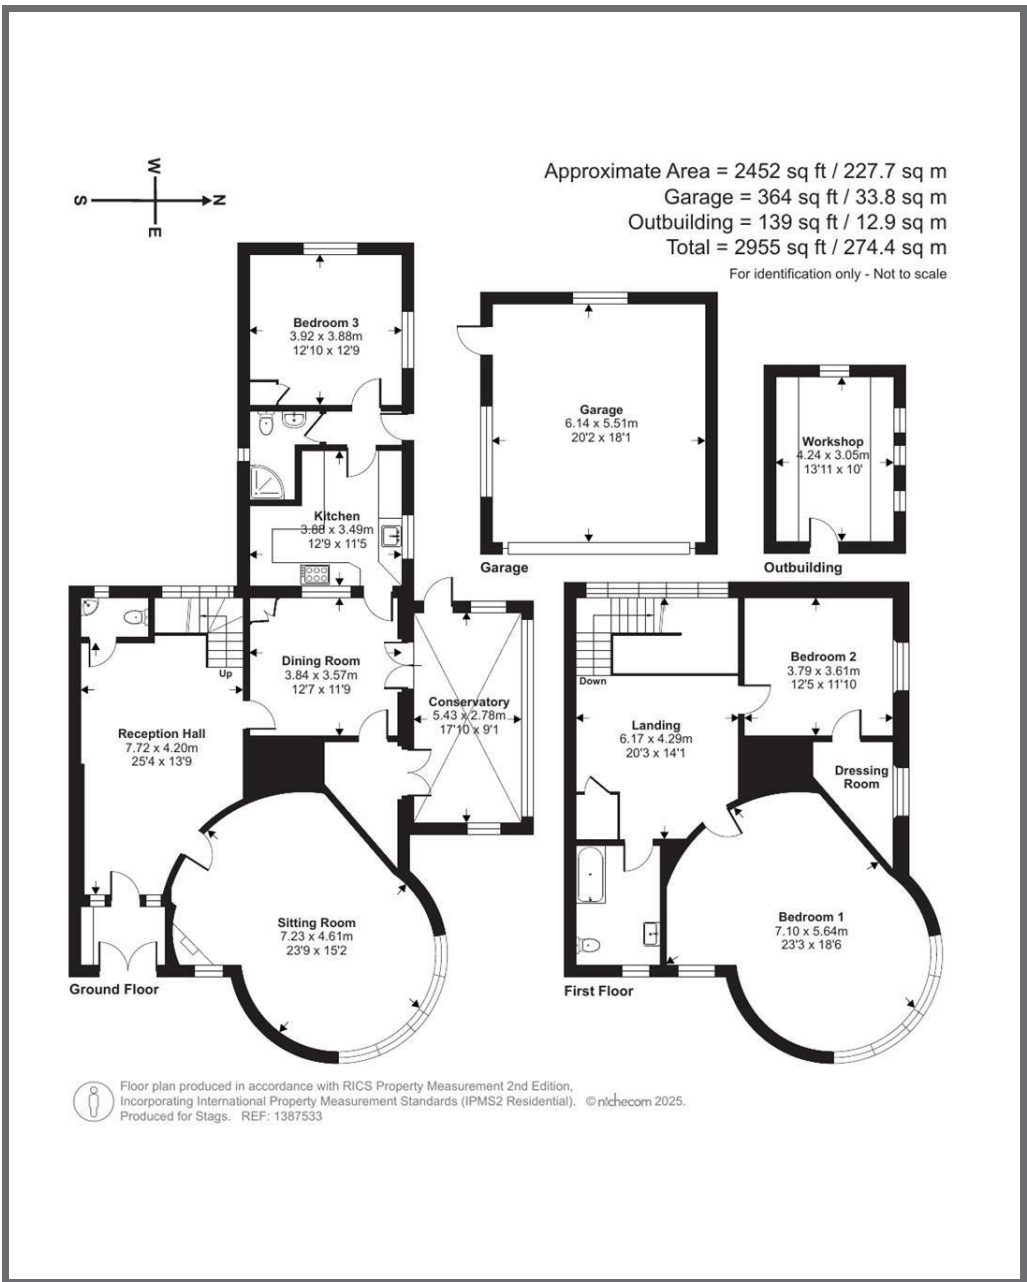 W
S
N
E
Approximate Area = 2452 sq ft / 227.7 sq m
Garage = 364 sq ft / 33.8 sq m
Outbuilding = 139 sq ft / 12.9 sq m
Total = 2955 sq ft / 274.4 sq m
For identification only - Not to scale
Bedroom 3
3.92 x 3.88m
12'10 x 12'9
Garage
6.14 x 5.51m
20'2 x 18'1
Workshop
4.24 x 3.05m
13'11 x 10'
Kitchen
3.88 x 3.49m
12'9 x 11'5
Garage
Outbuilding
Up
Dining Room
3.84 x 3.57m
12'7 x 11'9
Conservatory
5.43 x 2.78m
17'10 x 9'1
Reception Hall
7.72 x 4.20m
25'4 x 13'9
Sitting Room
7.23 x 4.61m
23'9 x 15'2
Ground Floor
Down
Bedroom 2
3.79 x 3.61m
12'5 x 11'10
Landing
6.17 x 4.29m
20'3 x 14'1
Dressing
Room
Bedroom 1
7.10 x 5.64m
23'3 x 18'6
First Floor
Floor plan produced in accordance with RICS Property Measurement 2nd Edition,
Incorporating International Property Measurement Standards (IPMS2 Residential). © nichecom 2025.
Produced for Stags. REF: 1387533